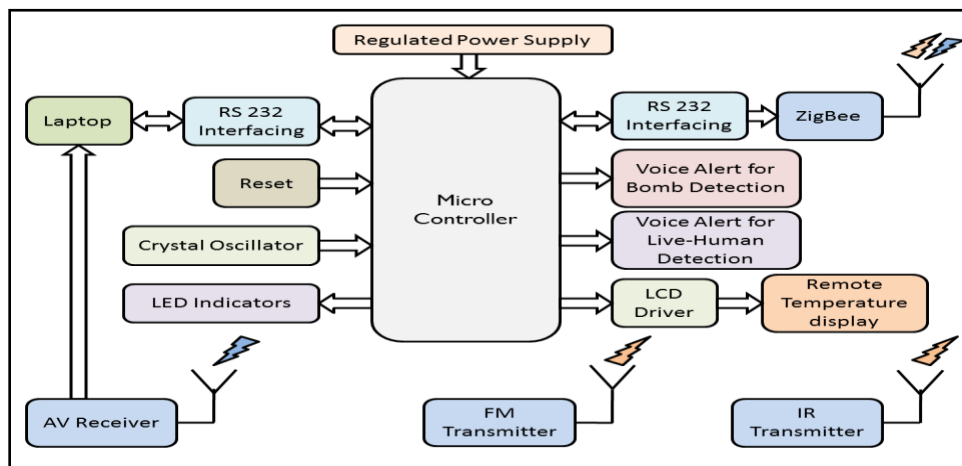 Regulated Power Supply
Laptop
RS 232
Interfacing
Micro
Controller
RS 232
Interfacing
ZigBee
Reset
Voice Alert for
Bomb Detection
Crystal Oscillator
Voice Alert for
Live-Human
Detection
LED Indicators
LCD
Driver
Remote
Temperature
display
AV Receiver
FM
Transmitter
IR
Transmitter